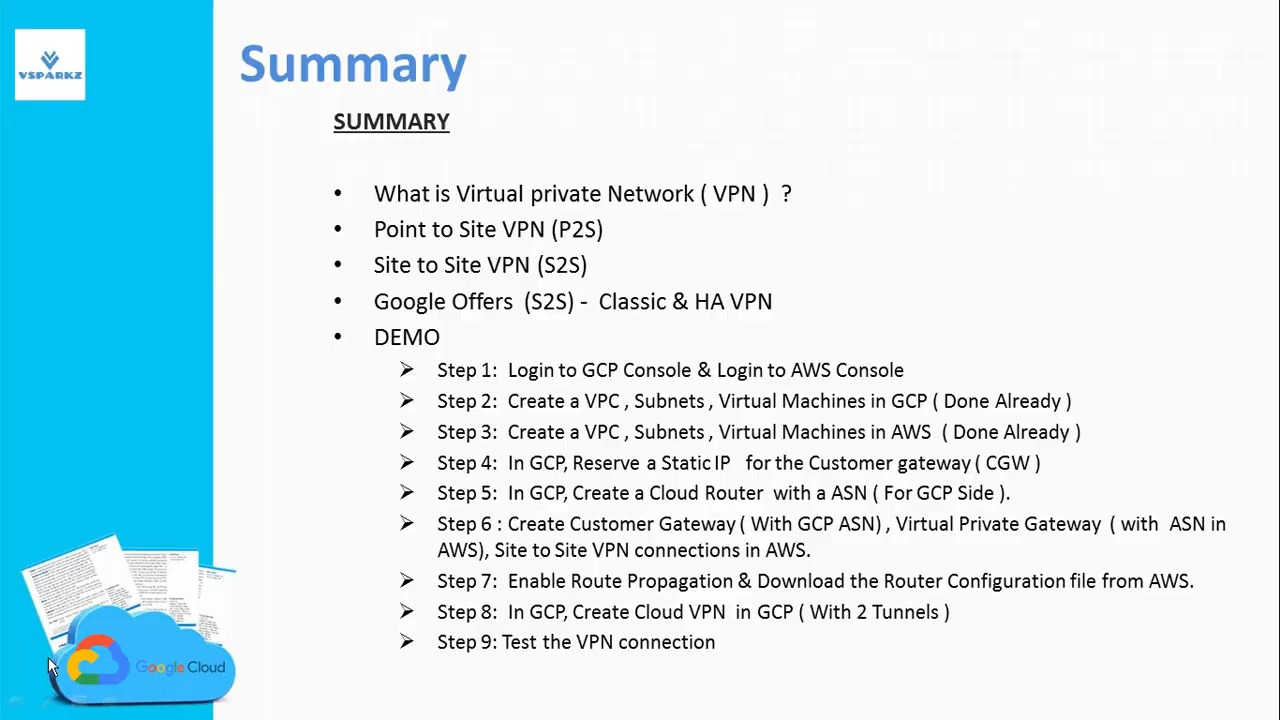 VSPARKZ
Summary
SUMMARY
• What is Virtual private Network ( VPN )  ?
• Point to Site VPN (P2S)
• Site to Site VPN (S2S)
• Google Offers  (S2S) -  Classic & HA VPN
• DEMO
➢ Step 1:  Login to GCP Console & Login to AWS Console
➢ Step 2:  Create a VPC , Subnets , Virtual Machines in GCP ( Done Already )
➢ Step 3:  Create a VPC , Subnets , Virtual Machines in AWS  ( Done Already )
➢ Step 4:  In GCP, Reserve a Static IP   for the Customer gateway ( CGW )
➢ Step 5:  In GCP, Create a Cloud Router  with a ASN ( For GCP Side ).
➢ Step 6 : Create Customer Gateway ( With GCP ASN) , Virtual Private Gateway  ( with  ASN in
AWS), Site to Site VPN connections in AWS.
➢ Step 7:  Enable Route Propagation & Download the Router Configuration file from AWS.
➢ Step 8:  In GCP, Create Cloud VPN  in GCP ( With 2 Tunnels )
➢ Step 9: Test the VPN connection
Google Cloud